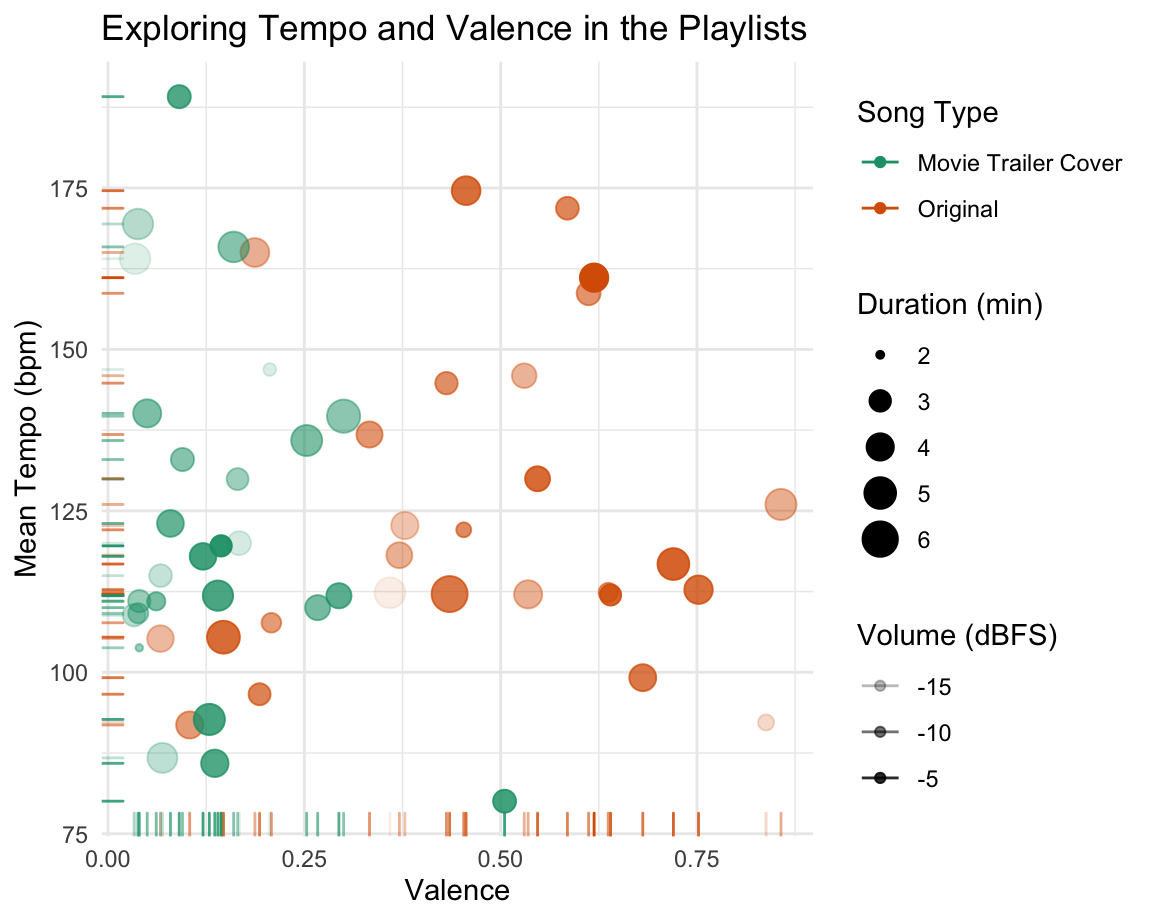 Exploring Tempo and Valence in the Playlists
Mean Tempo (bpm)
175
150
125
100
75
0.00
0.25
0.50
0.75
Valence
Song Type
Movie Trailer Cover
Original
Duration (min)
2
3
4
5
6
Volume (dBFS)
-15
-10
-5